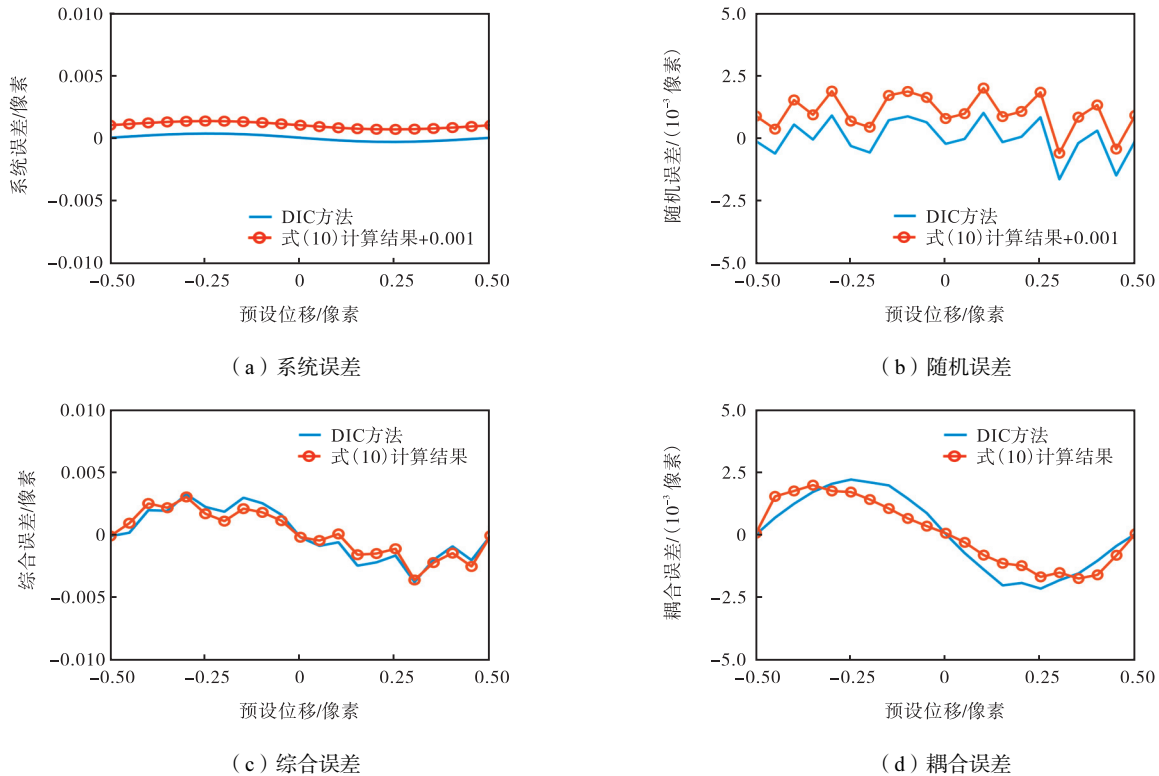 0.010
0.005
0
−0.005
−0.010
系统误差/像素
DIC方法
式(10)计算结果+0.001
−0.50 −0.25 0 0.25 0.50
预设位移/像素
(a)系统误差
5.0
2.5
0
−2.5
−5.0
随机误差/(10⁻³ 像素)
DIC方法
式(10)计算结果+0.001
−0.50 −0.25 0 0.25 0.50
预设位移/像素
(b)随机误差
0.010
0.005
0
−0.005
−0.010
综合误差/像素
DIC方法
式(10)计算结果
−0.50 −0.25 0 0.25 0.50
预设位移/像素
(c)综合误差
5.0
2.5
0
−2.5
−5.0
耦合误差/(10⁻³ 像素)
DIC方法
式(10)计算结果
−0.50 −0.25 0 0.25 0.50
预设位移/像素
(d)耦合误差